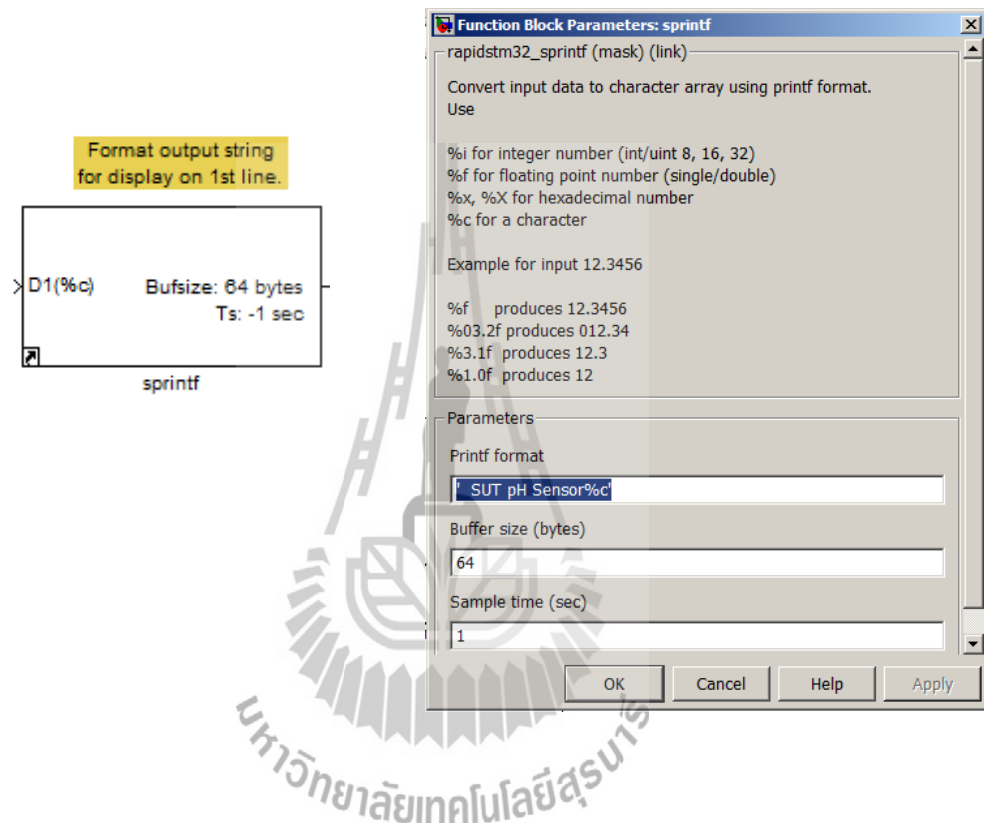 Format output string
for display on 1st line.
D1(%c)
Bufsize: 64 bytes
Ts: -1 sec
sprintf
Function Block Parameters: sprintf
rapidstm32_sprintf (mask) (link)
Convert input data to character array using printf format.
Use
%i for integer number (int/uint 8, 16, 32)
%f for floating point number (single/double)
%x, %X for hexadecimal number
%c for a character
Example for input 12.3456
%f produces 12.3456
%03.2f produces 012.34
%3.1f produces 12.3
%1.0f produces 12
Parameters
Printf format
' SUT pH Sensor%c'
Buffer size (bytes)
64
Sample time (sec)
1
OK Cancel Help Apply
มหาวิทยาลัยเทคโนโลยีสุรนารี